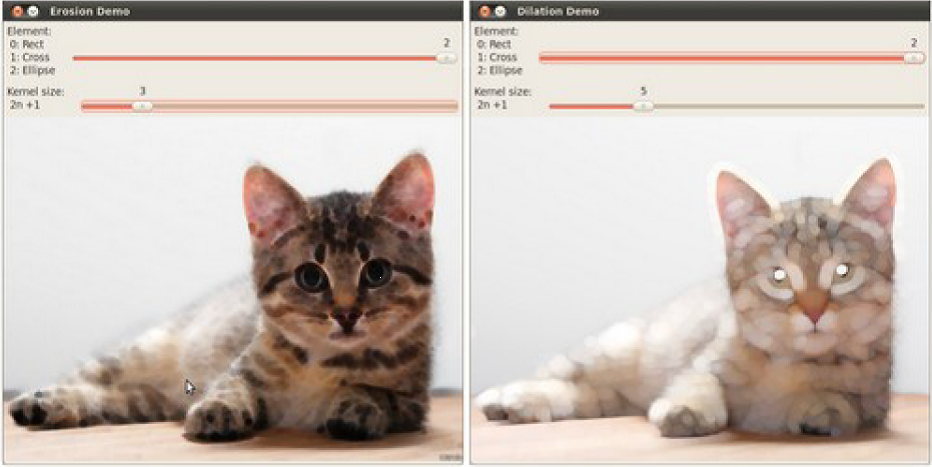 Erosion Demo
Element:
0: Rect
1: Cross
2: Ellipse
2
Kernel size:
2n +1
3
Dilation Demo
Element:
0: Rect
1: Cross
2: Ellipse
2
Kernel size:
2n +1
5